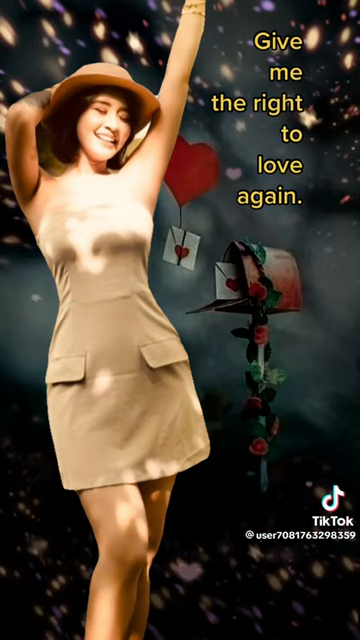 Give
me
the right
to
love
again.
TikTok
@user7081763298359